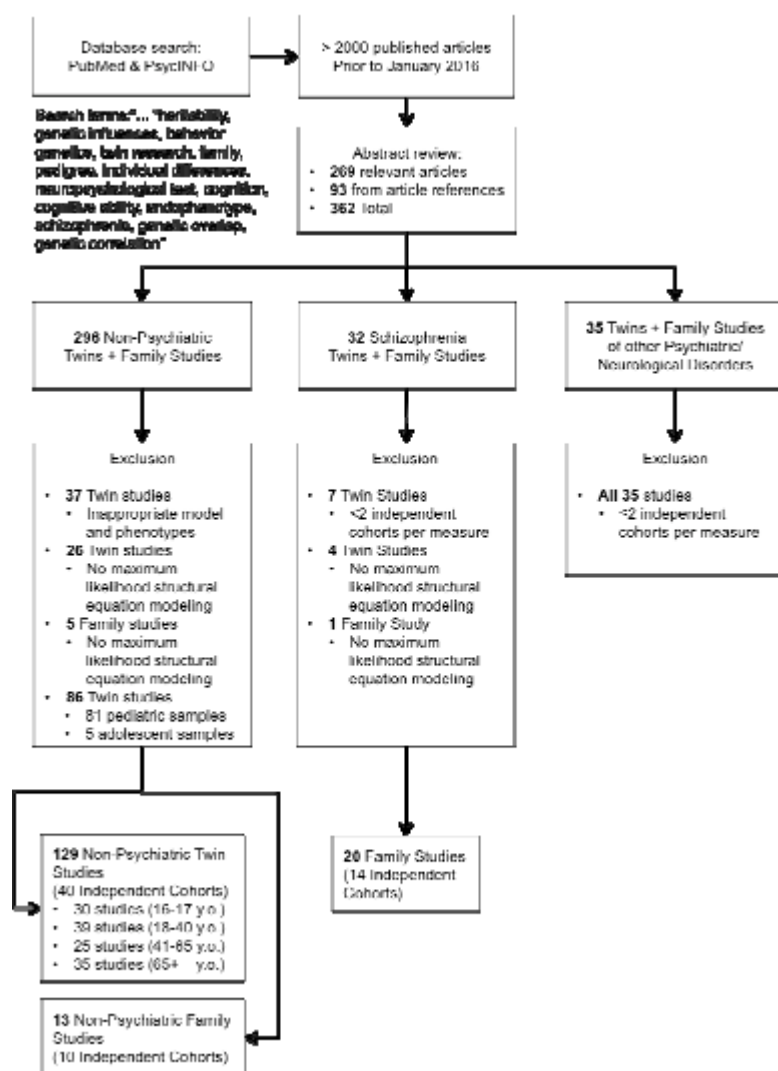 Database search:
PubMed & PsycINFO
> 2000 published articles
Prior to January 2016
Search terms:"... "heritability,
genetic influences, behavior
genetics, twin research, family,
pedigree, individual differences,
neuropsychological test, cognition,
cognitive ability, endophenotype,
schizophrenia, genetic overlap,
genetic correlation"
Abstract review:
• 269 relevant articles
• 93 from article references
• 362 Total
296 Non-Psychiatric
Twins + Family Studies
32 Schizophrenia
Twins + Family Studies
35 Twins + Family Studies
of other Psychiatric/
Neurological Disorders
Exclusion
• 37 Twin studies
• Inappropriate model
and phenotypes
• 26 Twin studies
- No maximum
likelihood structural
equation modeling
• 5 Family studies
• No maximum
likelihood structural
equation modeling
• 86 Twin studies
• 81 pediatric samples
• 5 adolescent samples
Exclusion
• 7 Twin Studies
• <2 independent
cohorts per measure
• 4 Twin Studies
- No maximum
likelihood structural
equation modeling
• 1 Family Study
• No maximum
likelihood structural
equation modeling
Exclusion
• All 35 studies
• <2 independent
cohorts per measure
129 Non-Psychiatric Twin
Studies
(40 Independent Cohorts)
- 30 studies (16-17 y.o.)
• 39 studies (18-40 y.o.)
• 25 studies (41-65 y.o.)
• 35 studies (65+ y.o.)
20 Family Studies
(14 Independent
Cohorts)
13 Non-Psychiatric Family
Studies
(10 Independent Cohorts)